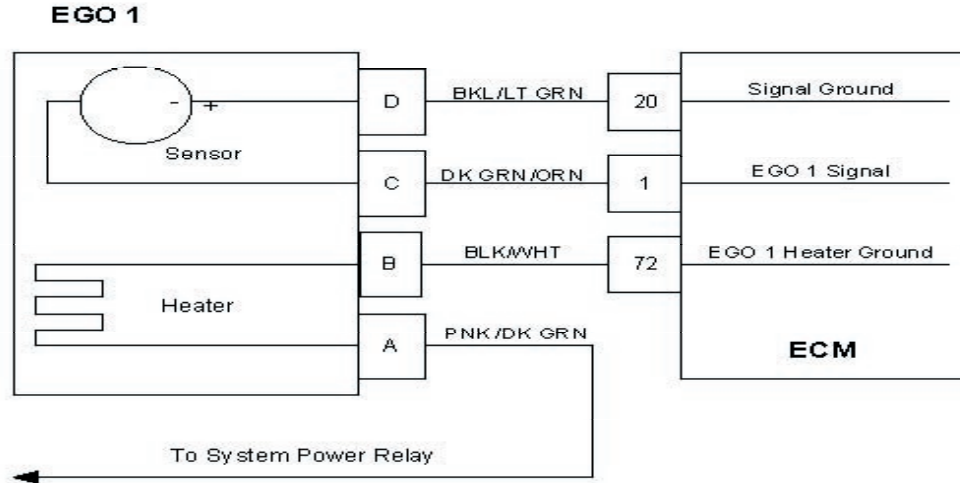 EGO 1
D BKL/LT GRN 20 Signal Ground
- +
Sensor
C DK GRN/ORN 1 EGO 1 Signal
B BLK/WHT 72 EGO 1 Heater Ground
Heater
A PNK/DK GRN
ECM
To System Power Relay